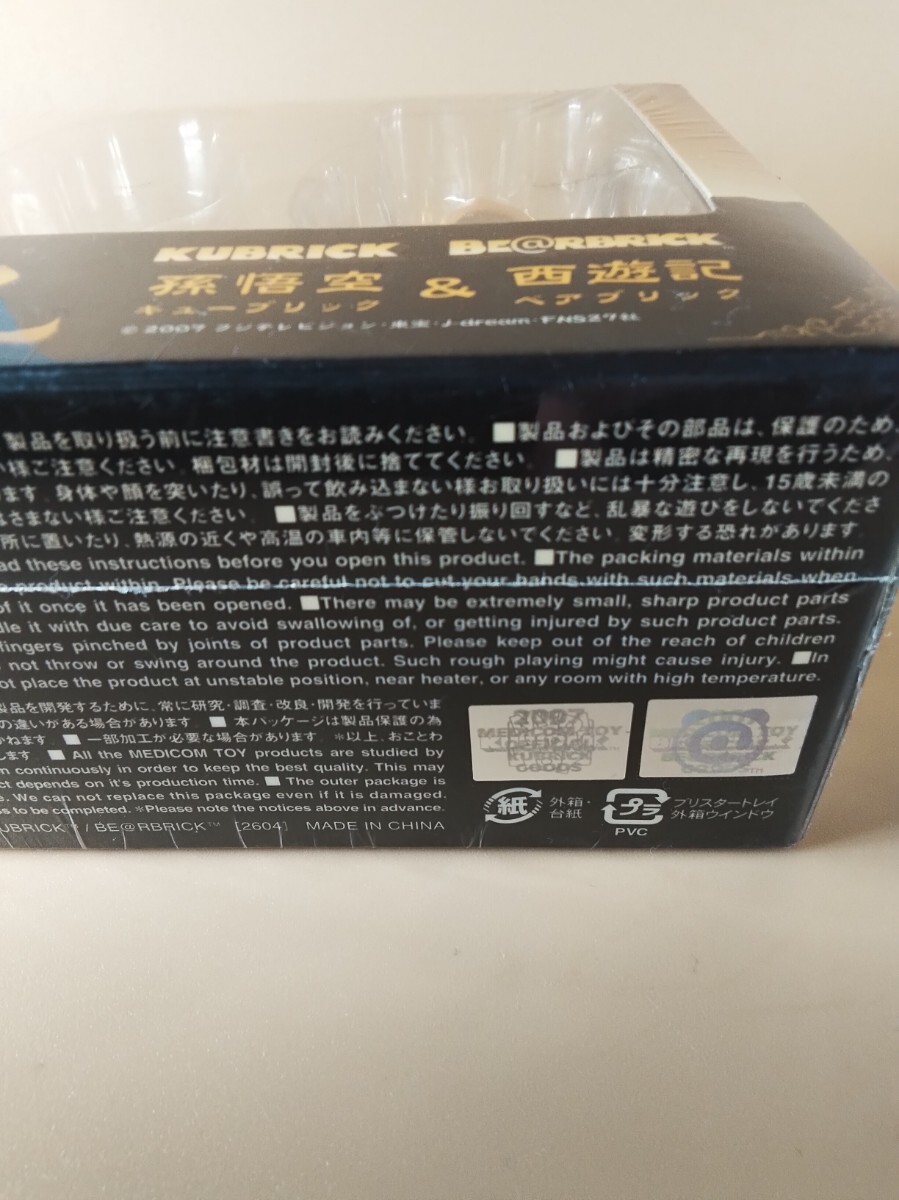 KUBRICK BE@RBRICK
孫悟空 & 西遊記
キューブリック ベアブリック
© 2007 フジテレビジョン・東宝・J-dream・FNS27社
製品を取り扱う前に注意書きをお読みください。 ■製品およびその部品は、保護のため、
様ご注意ください。梱包材は開封後に捨ててください。 ■製品は精密な再現を行うため、
ます。身体や顔を突いたり、誤って飲み込まない様お取り扱いには十分注意し、15歳未満の
はさまない様ご注意ください。 ■製品をぶつけたり振り回すなど、乱暴な遊びをしないでくださ
所に置いたり、熱源の近くや高温の車内等に保管しないでください。変形する恐れがあります。
ad these instructions before you open this product. ■The packing materials within
product within. Please be careful not to cut your hands with such materials when
of it once it has been opened. ■There may be extremely small, sharp product parts
dle it with due care to avoid swallowing of, or getting injured by such product parts.
fingers pinched by joints of product parts. Please keep out of the reach of children
not throw or swing around the product. Such rough playing might cause injury. ■In
ot place the product at unstable position, near heater, or any room with high temperature.
製品を開発するために、常に研究・調査・改良・開発を行っていま
の違いがある場合があります。 ■ 本パッケージは製品保護の為
かねます。 ■ 一部加工が必要な場合があります。 *以上、おことわ
します。 ■ All the MEDICOM TOY products are studied by
n continuously in order to keep the best quality. This may
ct depends on it's production time. ■ The outer package is
e. We can not replace this package even if it is damaged.
s to be completed. *Please note the notices above in advance.
KUBRICK™ / BE@RBRICK™ [2604] MADE IN CHINA
2007
MEDICOM TOY
KUBRICK
紙 外箱・
台紙
プラ ブリスタートレイ
外箱ウインドウ
PVC